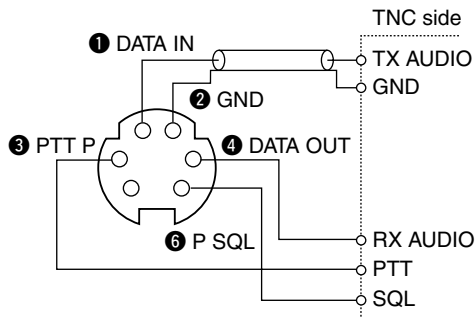 TNC side
❶ DATA IN
TX AUDIO
GND
❷ GND
❸ PTT P
❹ DATA OUT
❻ P SQL
RX AUDIO
PTT
SQL